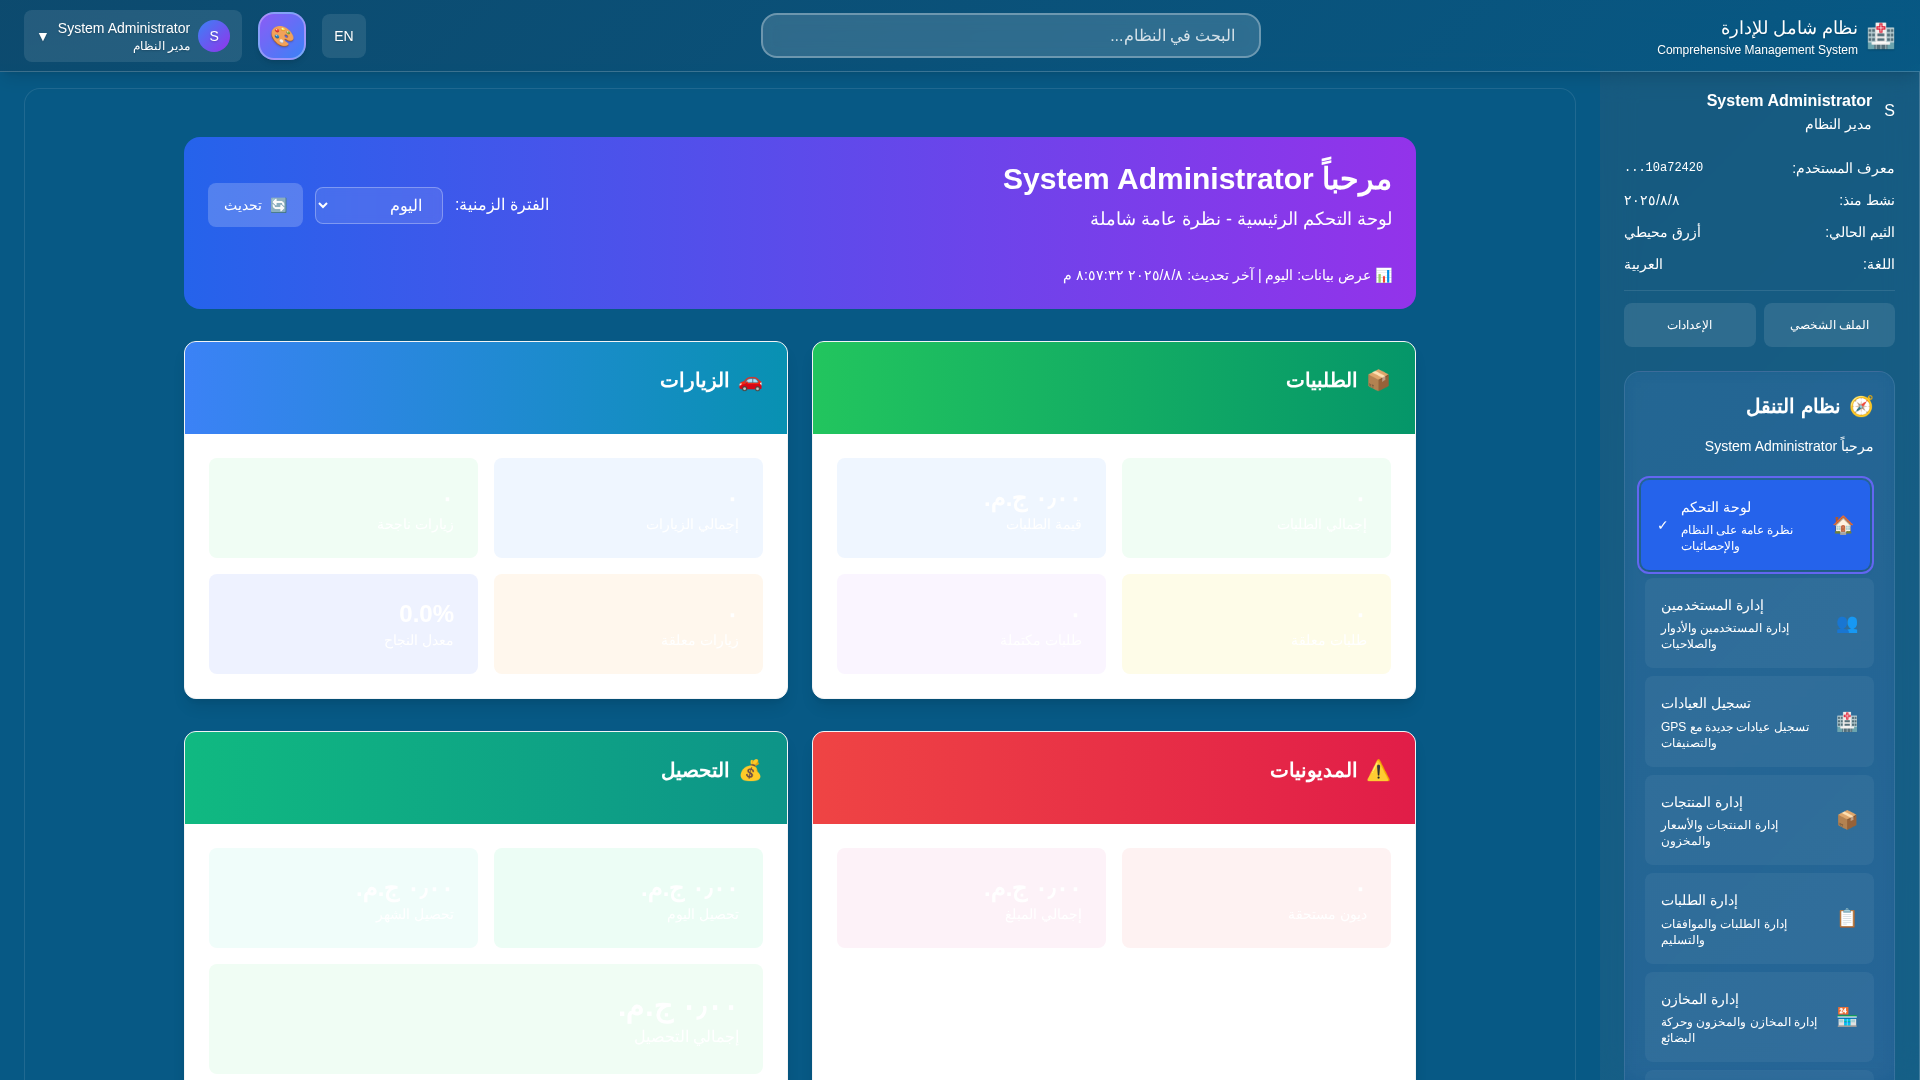 نظام شامل للإدارة
Comprehensive Management System
البحث في النظام...
EN
System Administrator
مدير النظام
S
▼
S
System Administrator
مدير النظام
معرف المستخدم:
10a72420...
نشط منذ:
٢٠٢٥/٨/٨
الثيم الحالي:
أزرق محيطي
اللغة:
العربية
الملف الشخصي
الإعدادات
نظام التنقل
مرحباً System Administrator
لوحة التحكم
نظرة عامة على النظام
والإحصائيات
✓
إدارة المستخدمين
إدارة المستخدمين والأدوار
والصلاحيات
تسجيل العيادات
تسجيل عيادات جديدة مع GPS
والتصنيفات
إدارة المنتجات
إدارة المنتجات والأسعار
والمخزون
إدارة الطلبات
إدارة الطلبات والموافقات
والتسليم
إدارة المخازن
إدارة المخازن والمخزون وحركة
البضائع
مرحباً System Administrator
لوحة التحكم الرئيسية - نظرة عامة شاملة
الفترة الزمنية:
اليوم
تحديث
عرض بيانات: اليوم | آخر تحديث: ٢٠٢٥/٨/٨ ٨:٥٧:٣٢ م
الطلبيات
٠
إجمالي الطلبات
٠٫٠٠ ج.م.
قيمة الطلبات
٠
طلبات معلقة
٠
طلبات مكتملة
الزيارات
٠
إجمالي الزيارات
٠
زيارات ناجحة
٠
زيارات معلقة
0.0%
معدل النجاح
المديونيات
٠
ديون مستحقة
٠٫٠٠ ج.م.
إجمالي المبلغ
التحصيل
٠٫٠٠ ج.م.
تحصيل اليوم
٠٫٠٠ ج.م.
تحصيل الشهر
٠٫٠٠ ج.م.
إجمالي التحصيل